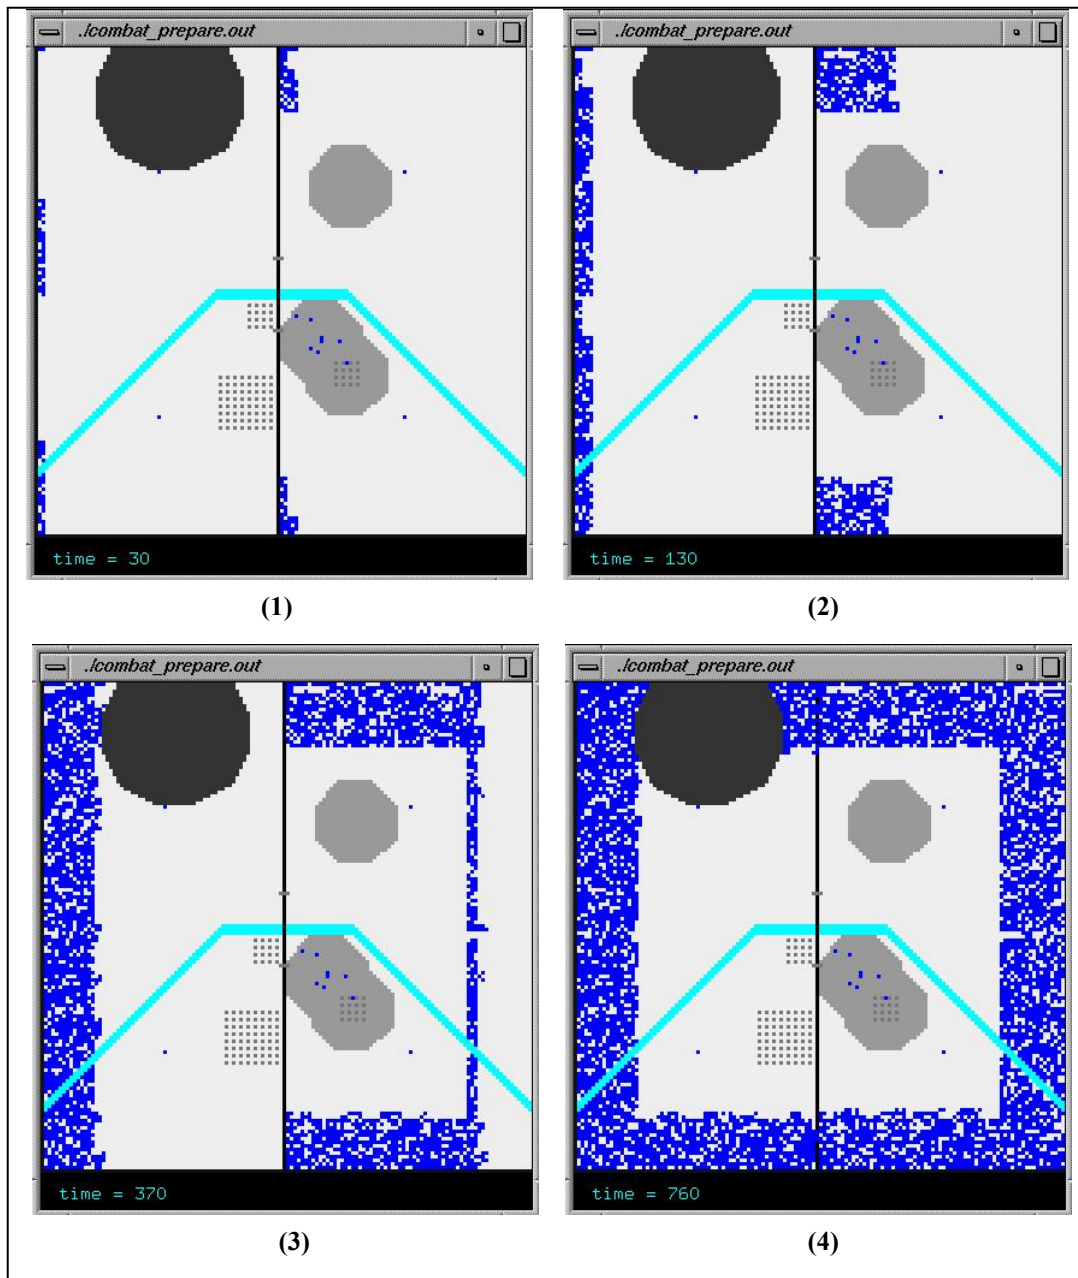 ./combat_prepare.out
./combat_prepare.out
time = 30
time = 130
(1)
(2)
./combat_prepare.out
./combat_prepare.out
time = 370
time = 760
(3)
(4)